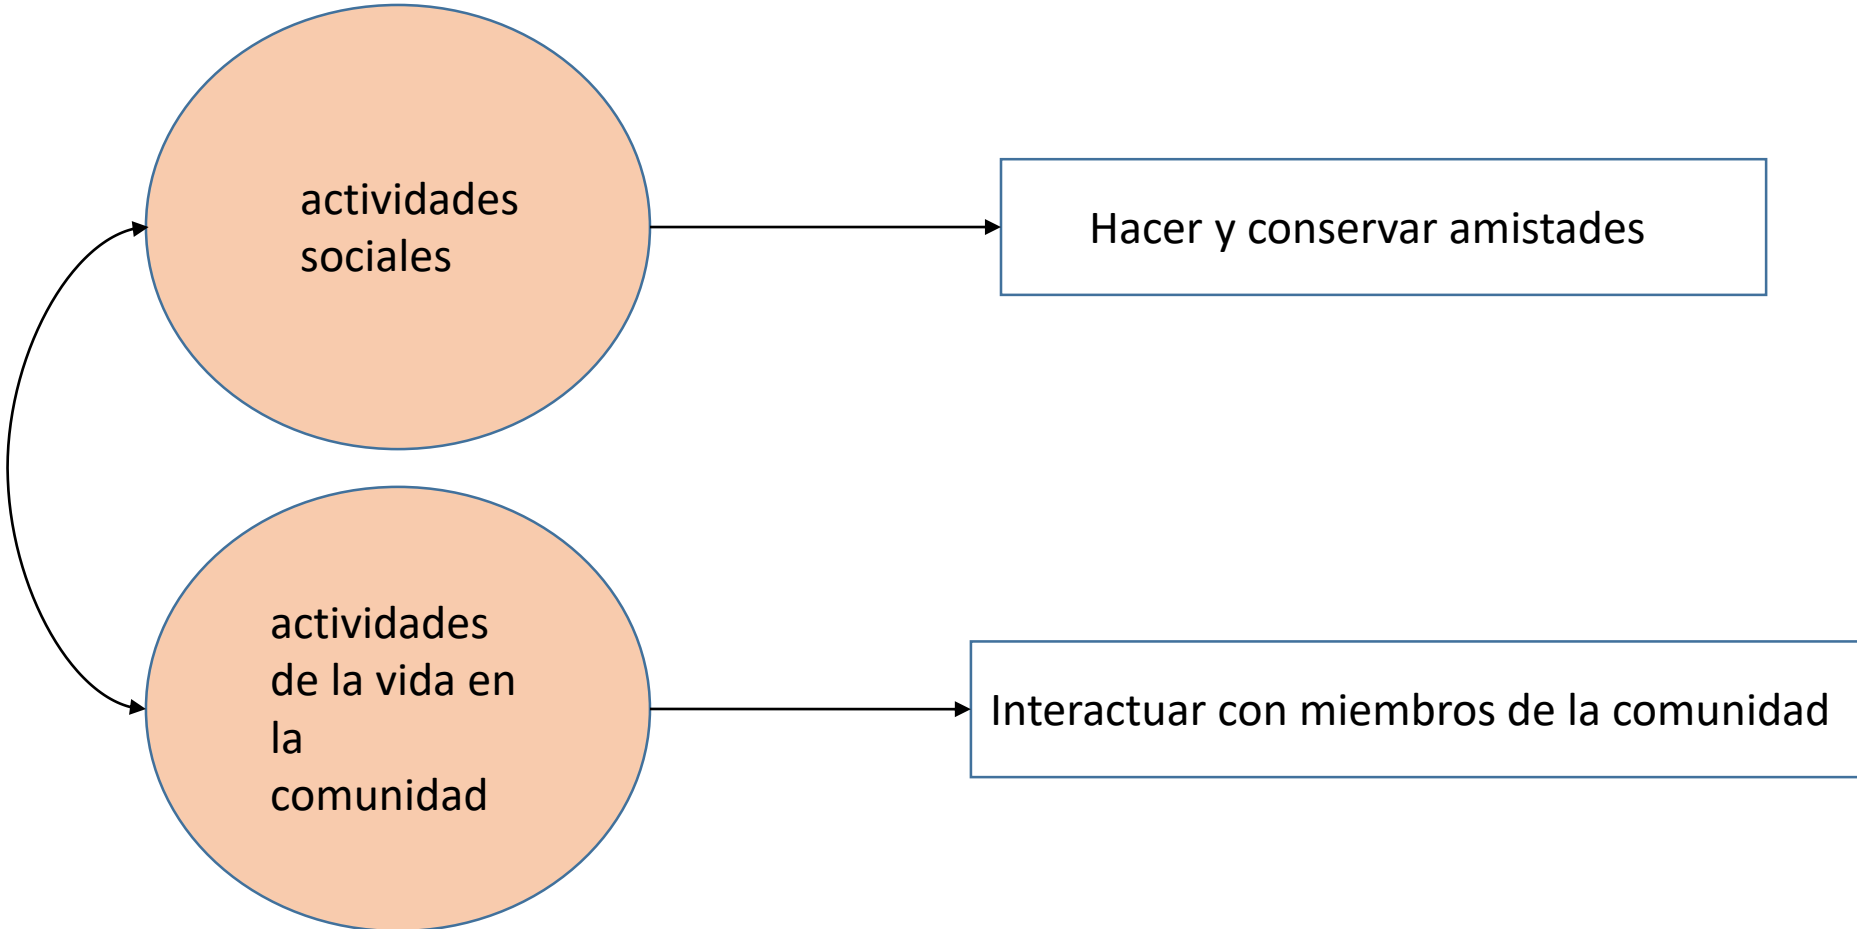 actividades
sociales
Hacer y conservar amistades
actividades
de la vida en
la
comunidad
Interactuar con miembros de la comunidad